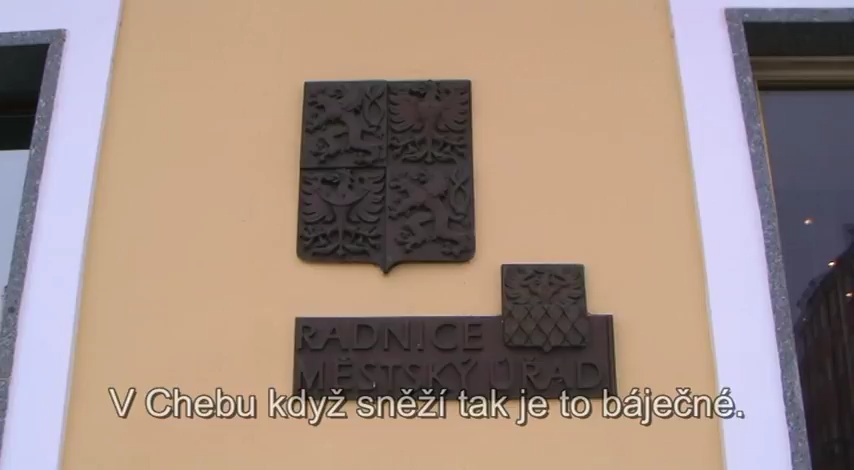 RADNICE
MĚSTSKÝ ÚŘAD
V Chebu když sněží tak je to báječné.